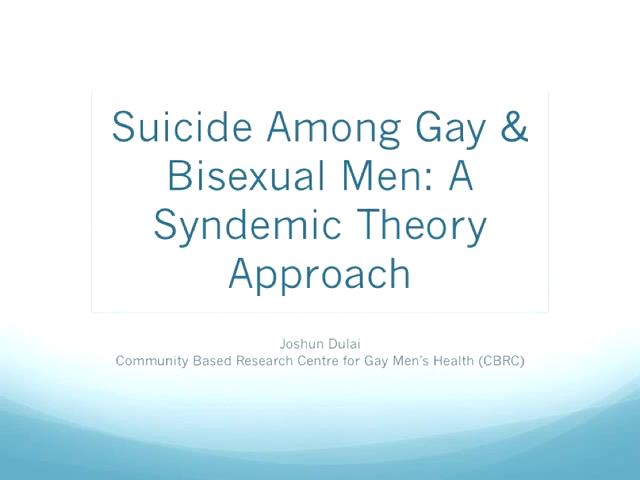 Suicide Among Gay &
Bisexual Men: A
Syndemic Theory
Approach
Joshun Dulai
Community Based Research Centre for Gay Men's Health (CBRC)